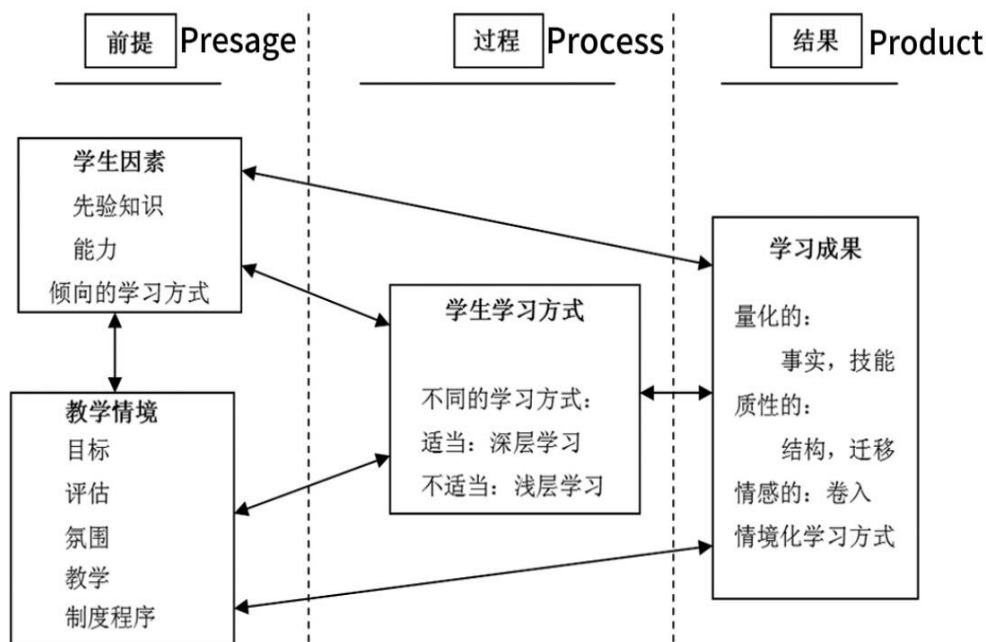 前提 Presage
过程 Process
结果 Product
学生因素
先验知识
能力
倾向的学习方式
教学情境
目标
评估
氛围
教学
制度程序
学生学习方式
不同的学习方式：
适当：深层学习
不适当：浅层学习
学习成果
量化的：
事实，技能
质性的：
结构，迁移
情感的：卷入
情境化学习方式